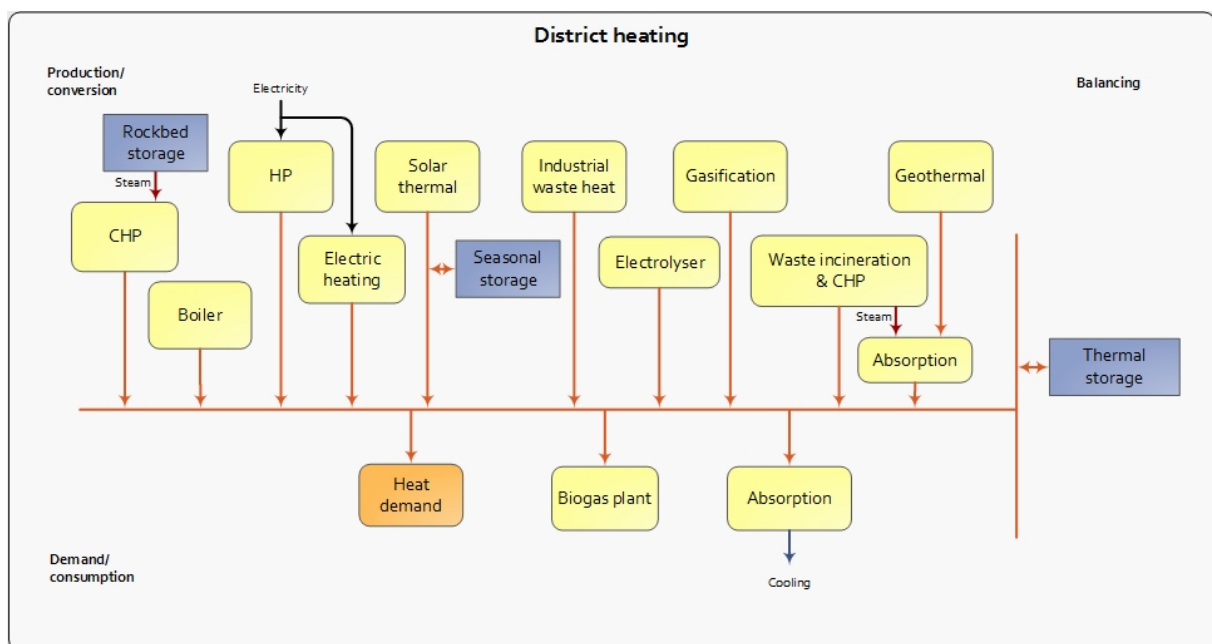 District heating
Production/
conversion
Balancing
Electricity
Rockbed
storage
Steam
CHP
Boiler
HP
Electric
heating
Solar
thermal
Seasonal
storage
Industrial
waste heat
Electrolyser
Gasification
Waste incineration
& CHP
Steam
Geothermal
Absorption
Thermal
storage
Heat
demand
Biogas plant
Absorption
Cooling
Demand/
consumption